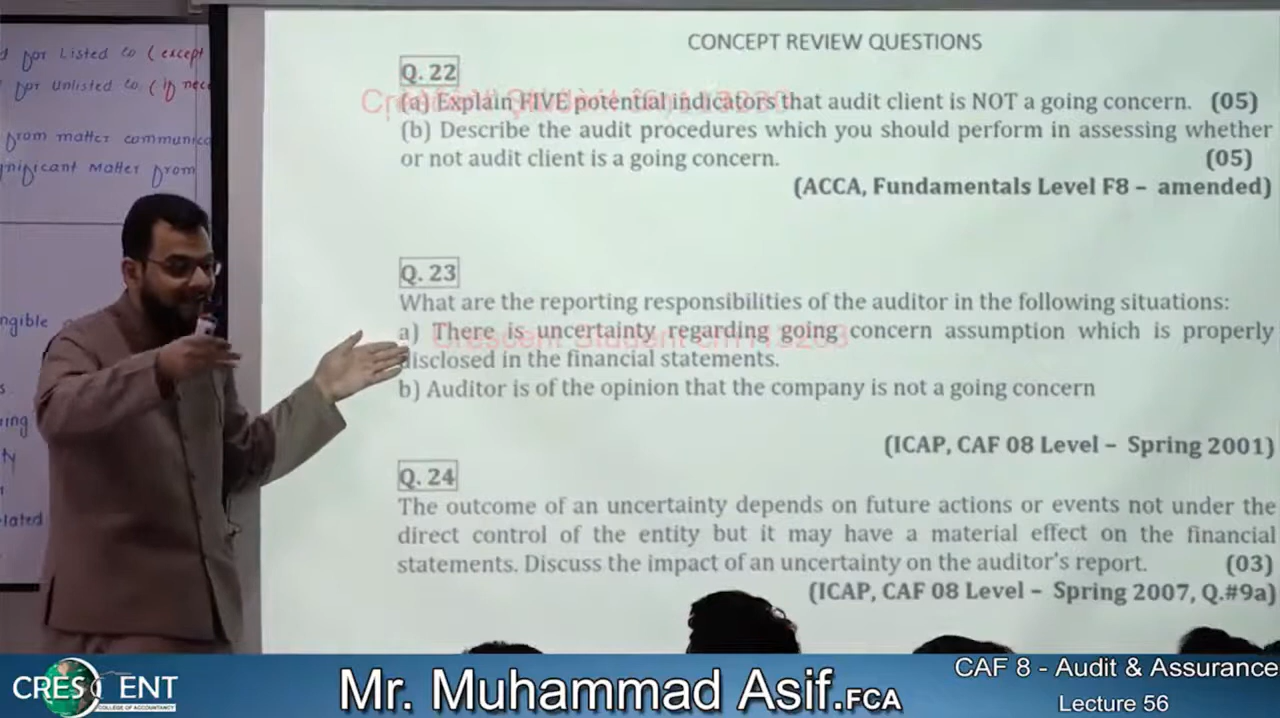 for Listed Co (except
for Unlisted Co (if nec
from matter communica
gnificant Matter from
ngible
ing
lated
CONCEPT REVIEW QUESTIONS
Q. 22
(a) Explain FIVE potential indicators that audit client is NOT a going concern. (05)
(b) Describe the audit procedures which you should perform in assessing whether
or not audit client is a going concern. (05)
(ACCA, Fundamentals Level F8 – amended)
Q. 23
What are the reporting responsibilities of the auditor in the following situations:
a) There is uncertainty regarding going concern assumption which is properly
disclosed in the financial statements.
b) Auditor is of the opinion that the company is not a going concern
(ICAP, CAF 08 Level – Spring 2001)
Q. 24
The outcome of an uncertainty depends on future actions or events not under the
direct control of the entity but it may have a material effect on the financial
statements. Discuss the impact of an uncertainty on the auditor's report. (03)
(ICAP, CAF 08 Level – Spring 2007, Q.#9a)
Crescent Student
CRESCENT
COLLEGE OF ACCOUNTANCY
Mr. Muhammad Asif.FCA
CAF 8 - Audit & Assurance
Lecture 56